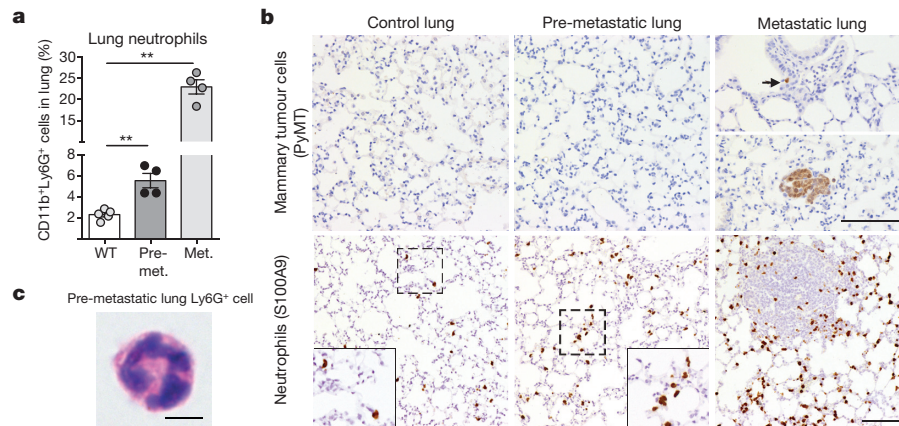 a
Lung neutrophils
CD11b⁺Ly6G⁺ cells in lung (%)
30
25
20
15
6
4
2
**
**
WT
Pre-met.
Met.
c
Pre-metastatic lung Ly6G⁺ cell
b
Control lung
Pre-metastatic lung
Metastatic lung
Mammary tumour cells
(PyMT)
Neutrophils (S100A9)